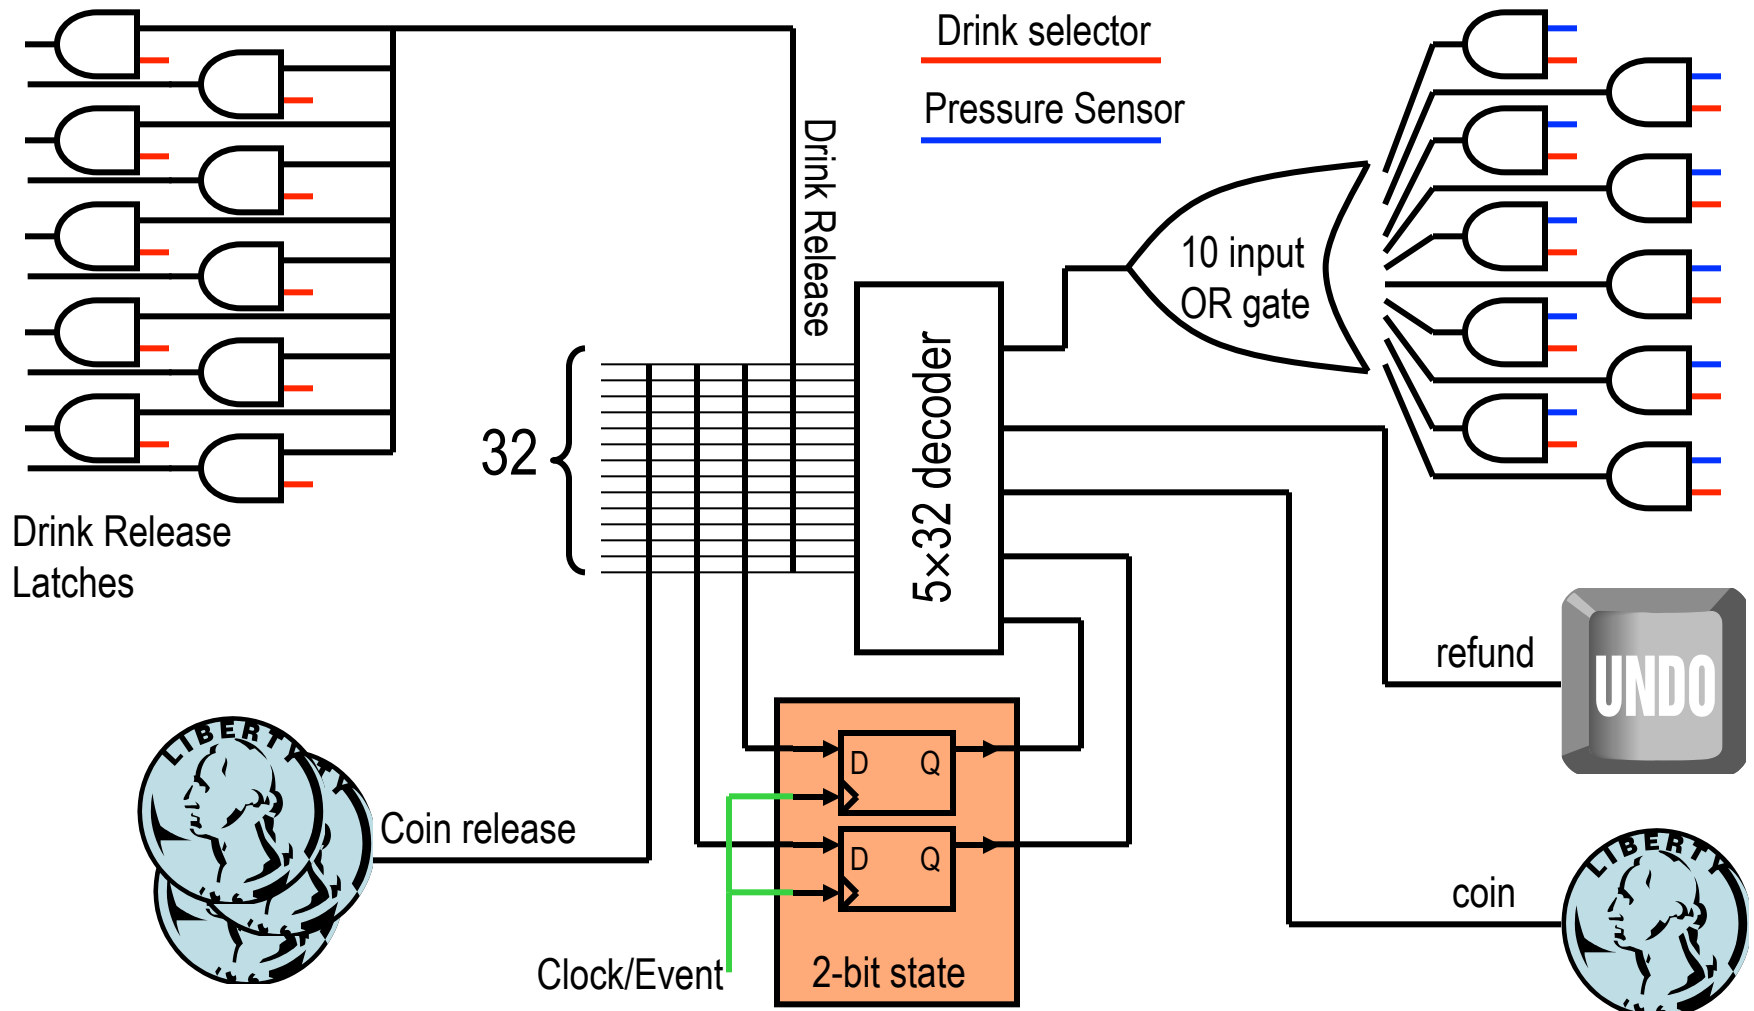 Drink selector
Pressure Sensor
Drink Release
10 input
OR gate
32
5×32 decoder
Drink Release
Latches
refund
UNDO
LIBERTY
TY
Coin release
D Q
D Q
Clock/Event
2-bit state
coin
LIBERTY